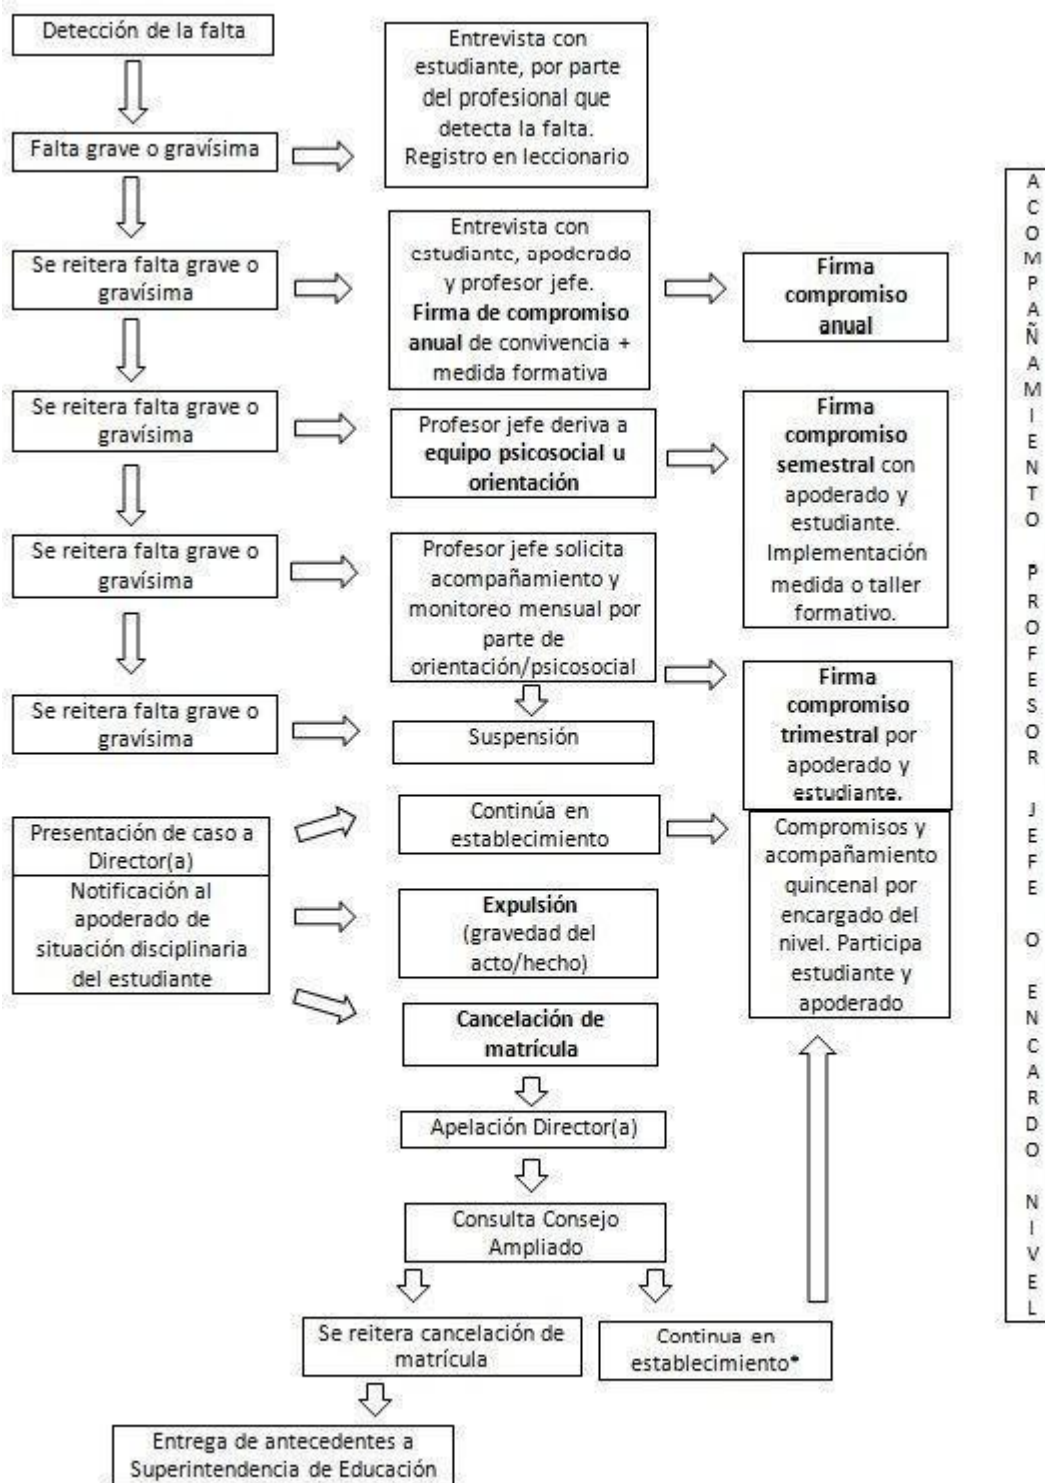 Detección de la falta
Entrevista con
estudiante, por parte
del profesional que
detecta la falta.
Registro en leccionario
Falta grave o gravísima
Se reitera falta grave o
gravísima
Entrevista con
estudiante, apoderado
y profesor jefe.
Firma de compromiso
anual de convivencia +
medida formativa
Firma
compromiso
anual
Se reitera falta grave o
gravísima
Profesor jefe deriva a
equipo psicosocial u
orientación
Firma
compromiso
semestral con
apoderado y
estudiante.
Implementación
medida o taller
formativo.
Se reitera falta grave o
gravísima
Profesor jefe solicita
acompañamiento y
monitoreo mensual por
parte de
orientación/psicosocial
Se reitera falta grave o
gravísima
Suspensión
Firma
compromiso
trimestral por
apoderado y
estudiante.
Presentación de caso a
Director(a)
Notificación al
apoderado de
situación disciplinaria
del estudiante
Continúa en
establecimiento
Compromisos y
acompañamiento
quincenal por
encargado del
nivel. Participa
estudiante y
apoderado
Expulsión
(gravedad del
acto/hecho)
Cancelación de
matrícula
Apelación Director(a)
Consulta Consejo
Ampliado
Se reitera cancelación de
matrícula
Continua en
establecimiento*
Entrega de antecedentes a
Superintendencia de Educación
ACOMPAÑAMIENTO PROFESOR JEFE O ENCARDO NIVEL